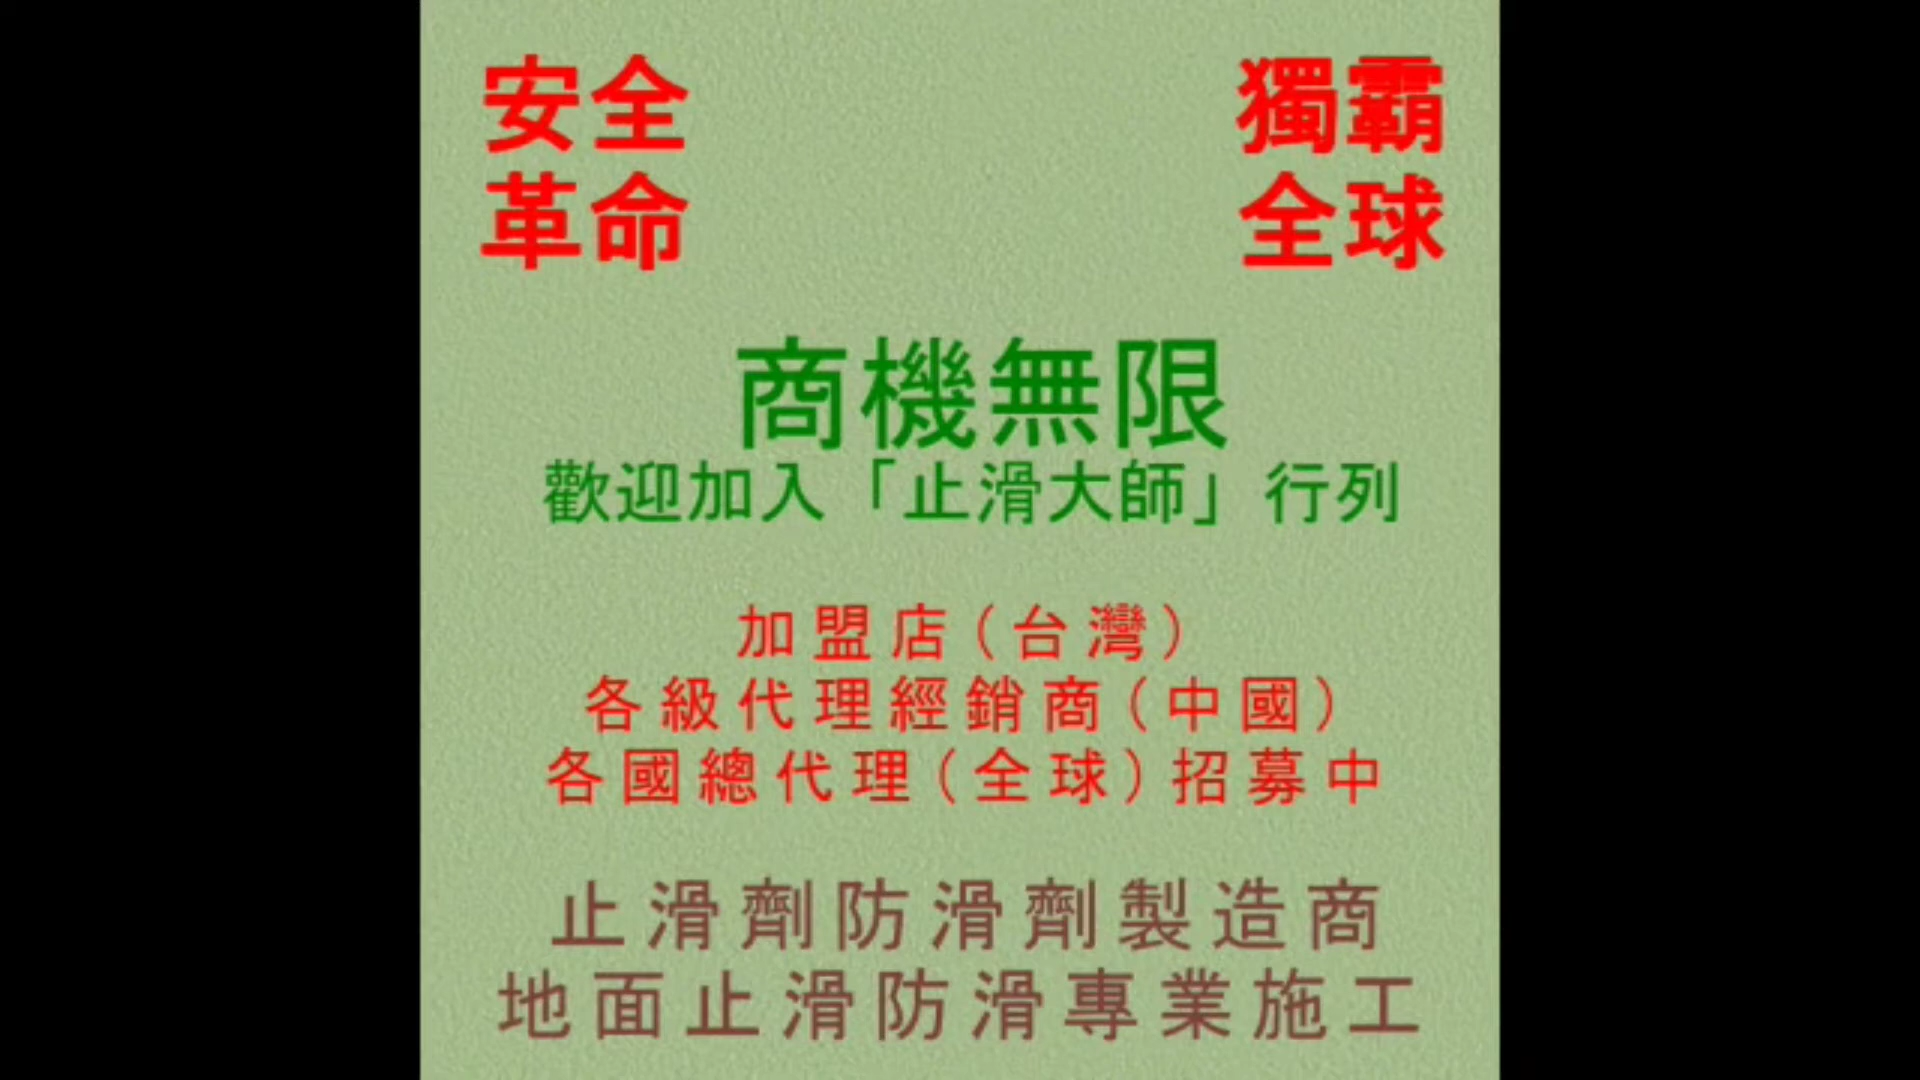 安全
革命
獨霸
全球
商機無限
歡迎加入「止滑大師」行列
加盟店(台灣)
各級代理經銷商(中國)
各國總代理(全球)招募中
止滑劑防滑劑製造商
地面止滑防滑專業施工